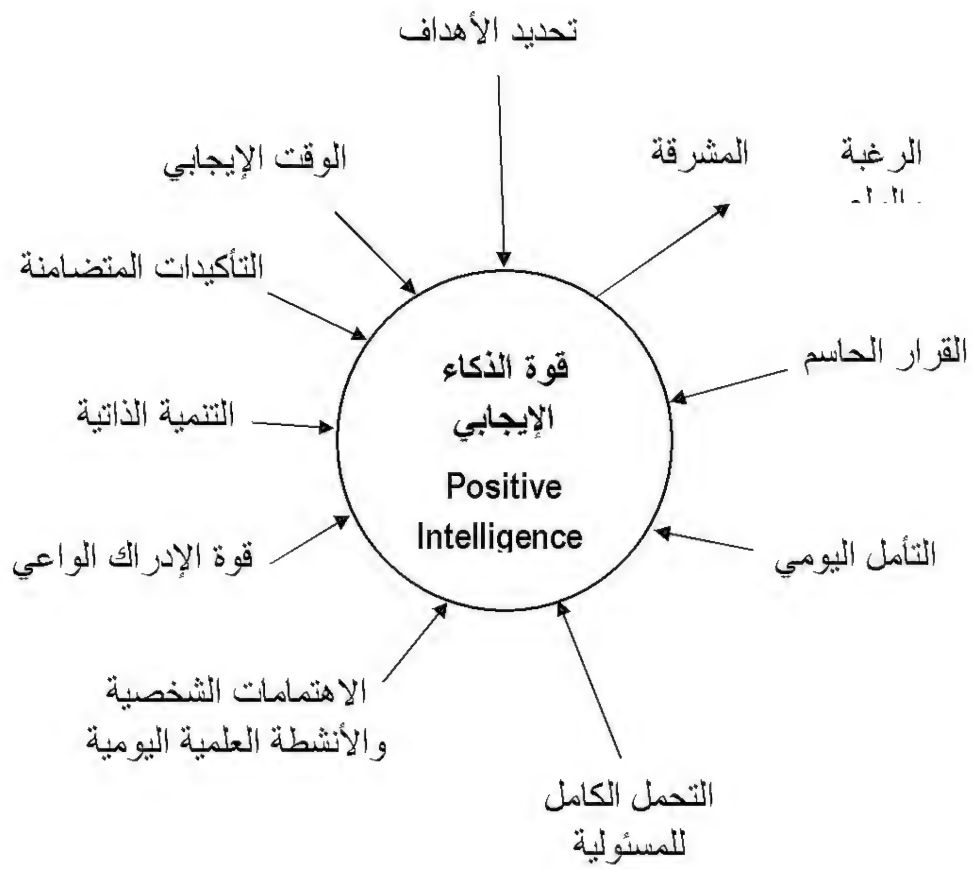 تحديد الأهداف
الرغبة المشرقة
الوقت الإيجابي
التأكيدات المتضامنة
القرار الحاسم
قوة الذكاء
الإيجابي
Positive
Intelligence
التنمية الذاتية
قوة الإدراك الواعي
التأمل اليومي
الاهتمامات الشخصية
والأنشطة العلمية اليومية
التحمل الكامل
للمسئولية